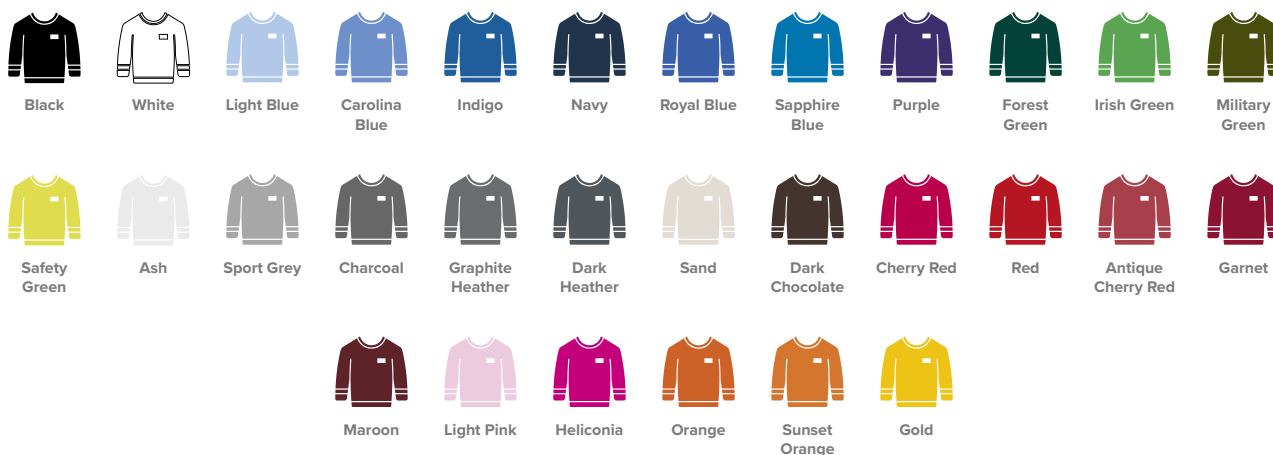 Black
White
Light Blue
Carolina
Blue
Indigo
Navy
Royal Blue
Sapphire
Blue
Purple
Forest
Green
Irish Green
Military
Green
Safety
Green
Ash
Sport Grey
Charcoal
Graphite
Heather
Dark
Heather
Sand
Dark
Chocolate
Cherry Red
Red
Antique
Cherry Red
Garnet
Maroon
Light Pink
Heliconia
Orange
Sunset
Orange
Gold